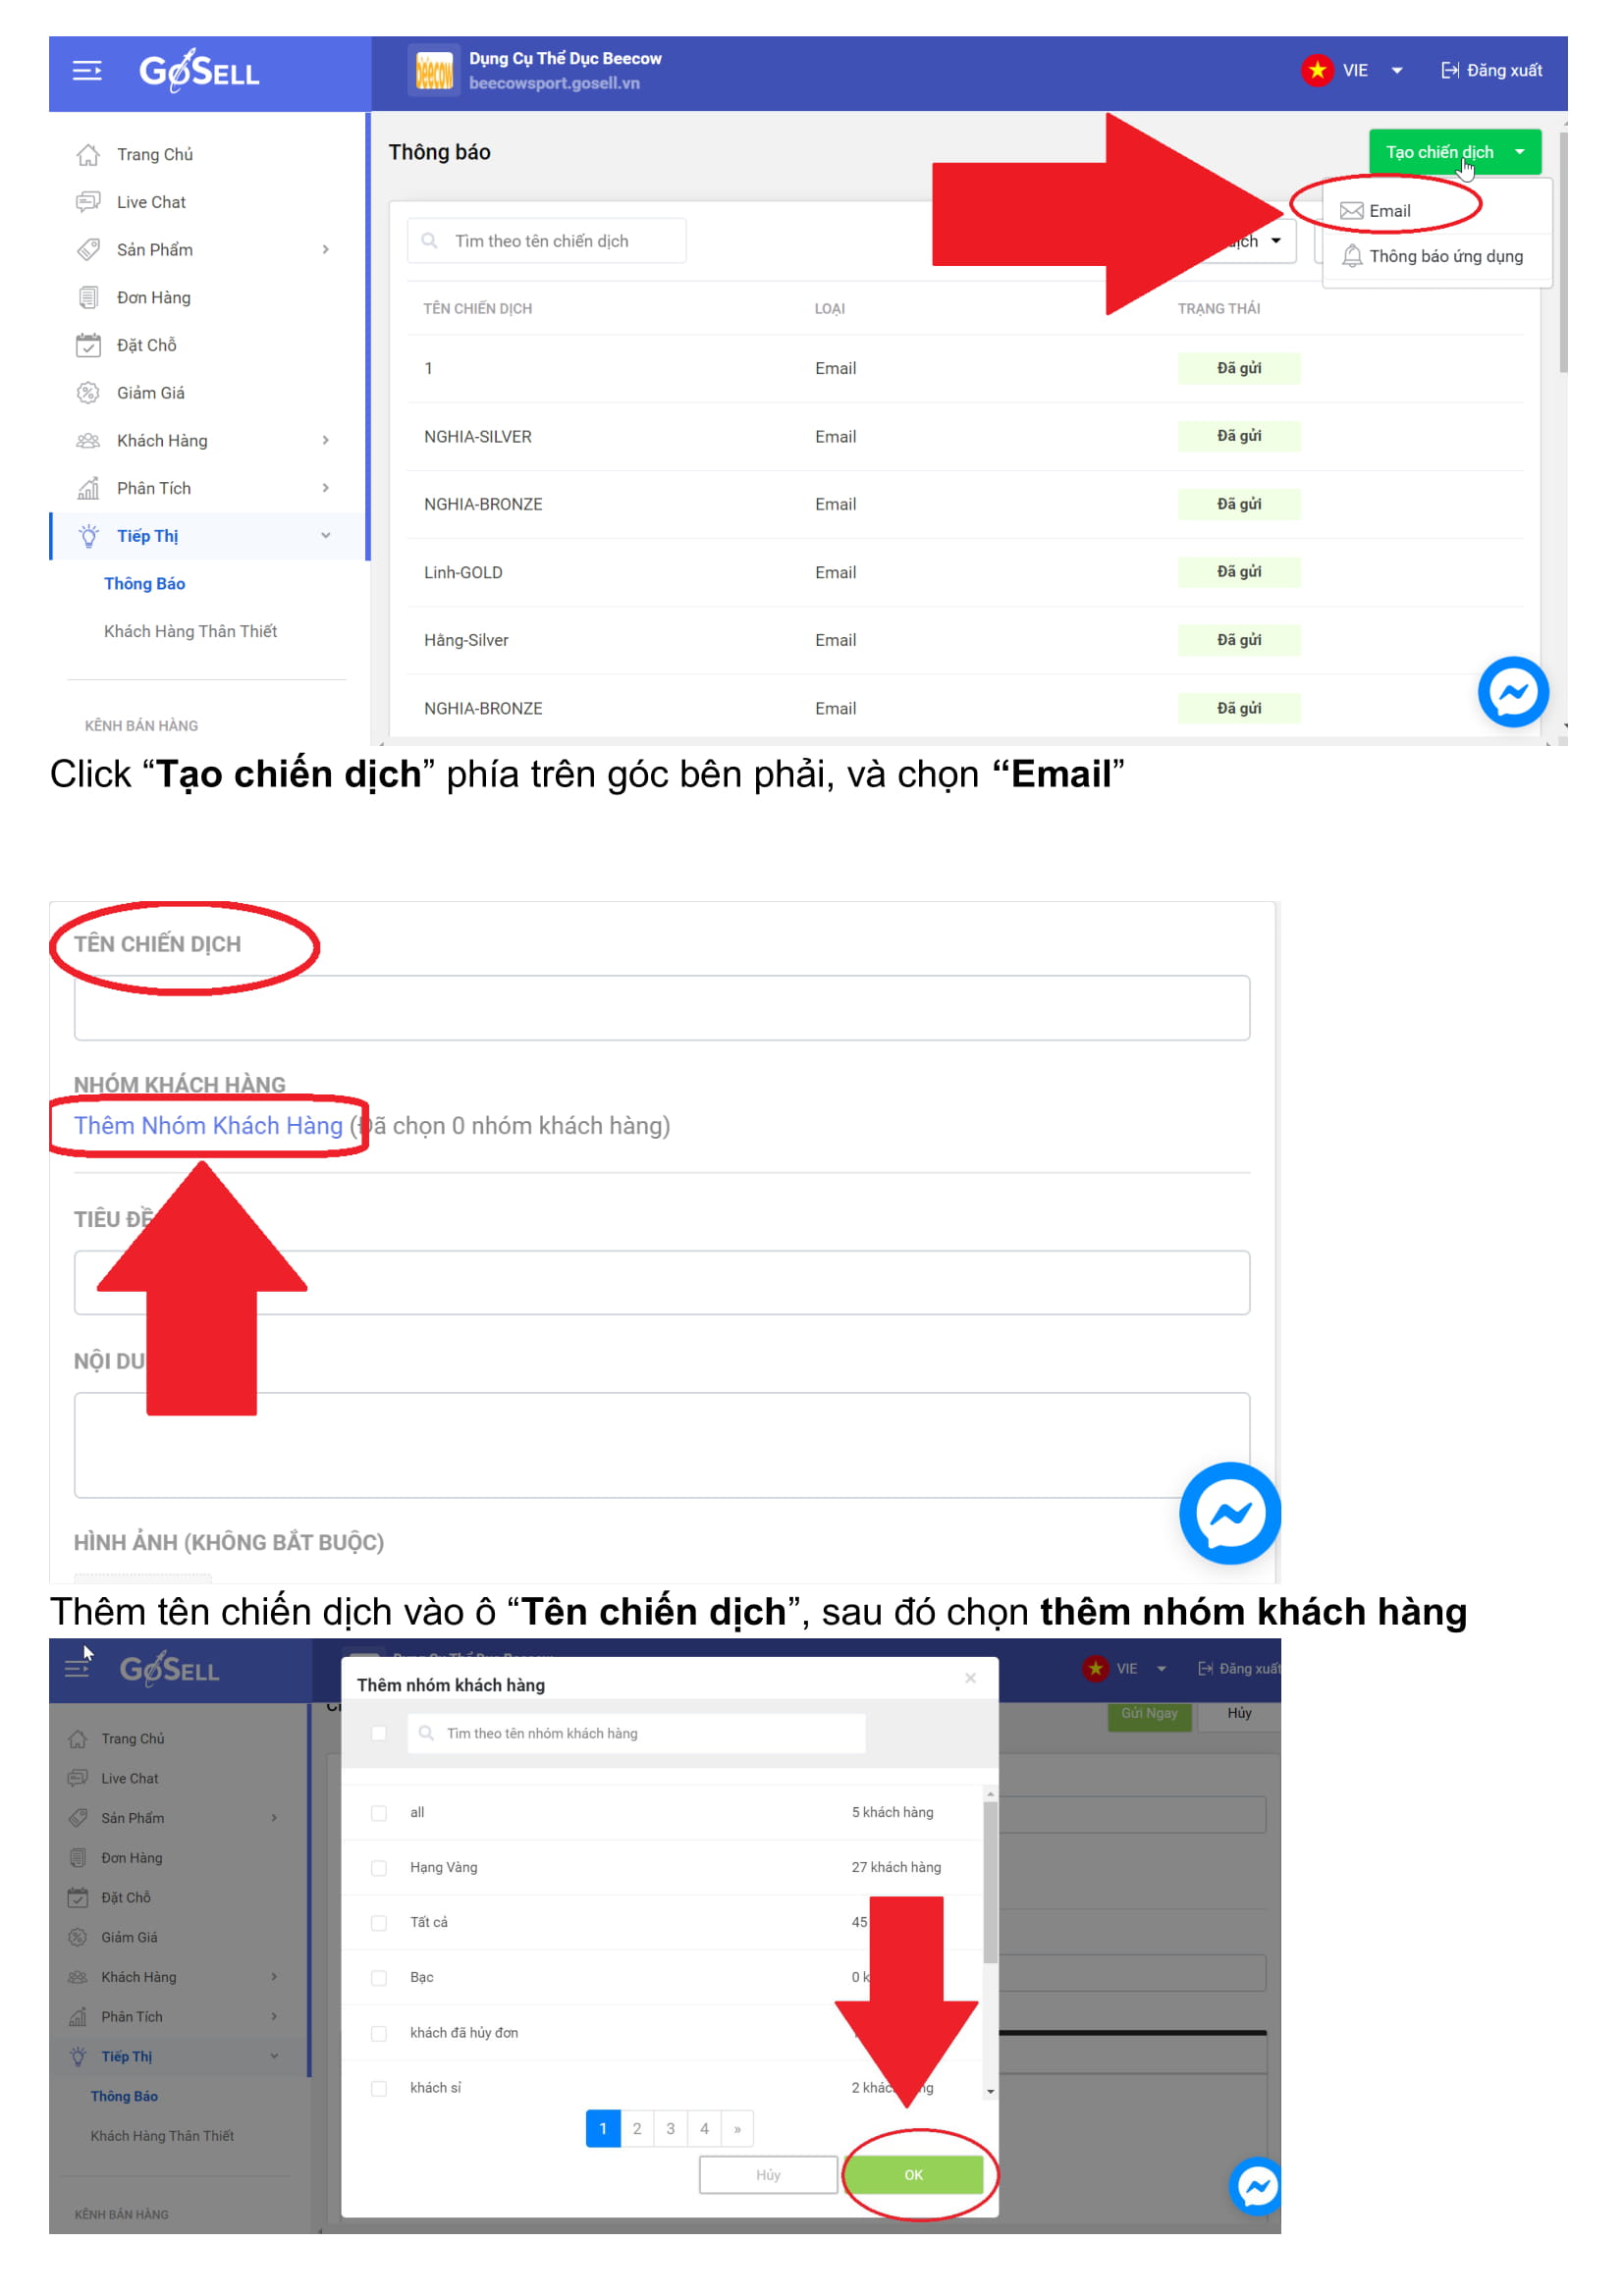 GoSELL
Dụng Cụ Thể Dục Beecow
beecowsport.gosell.vn
VIE
Đăng xuất
Trang Chủ
Live Chat
Sản Phẩm
Đơn Hàng
Đặt Chỗ
Giảm Giá
Khách Hàng
Phân Tích
Tiếp Thị
Thông Báo
Khách Hàng Thân Thiết
KÊNH BÁN HÀNG
Thông báo
Tạo chiến dịch
Email
Thông báo ứng dụng
Tìm theo tên chiến dịch
TÊN CHIẾN DỊCH LOẠI TRẠNG THÁI
1 Email Đã gửi
NGHIA-SILVER Email Đã gửi
NGHIA-BRONZE Email Đã gửi
Linh-GOLD Email Đã gửi
Hằng-Silver Email Đã gửi
NGHIA-BRONZE Email Đã gửi
Click “Tạo chiến dịch” phía trên góc bên phải, và chọn “Email”
TÊN CHIẾN DỊCH
NHÓM KHÁCH HÀNG
Thêm Nhóm Khách Hàng (Đã chọn 0 nhóm khách hàng)
TIÊU ĐỀ
NỘI DU
HÌNH ẢNH (KHÔNG BẮT BUỘC)
Thêm tên chiến dịch vào ô “Tên chiến dịch”, sau đó chọn thêm nhóm khách hàng
GoSELL
VIE
Đăng xuất
Gửi Ngay
Hủy
Trang Chủ
Live Chat
Sản Phẩm
Đơn Hàng
Đặt Chỗ
Giảm Giá
Khách Hàng
Phân Tích
Tiếp Thị
Thông Báo
Khách Hàng Thân Thiết
KÊNH BÁN HÀNG
Thêm nhóm khách hàng
Tìm theo tên nhóm khách hàng
all 5 khách hàng
Hạng Vàng 27 khách hàng
Tất cả 45
Bạc 0 k
khách đã hủy đơn
khách sỉ 2 khác
1 2 3 4 »
Hủy OK